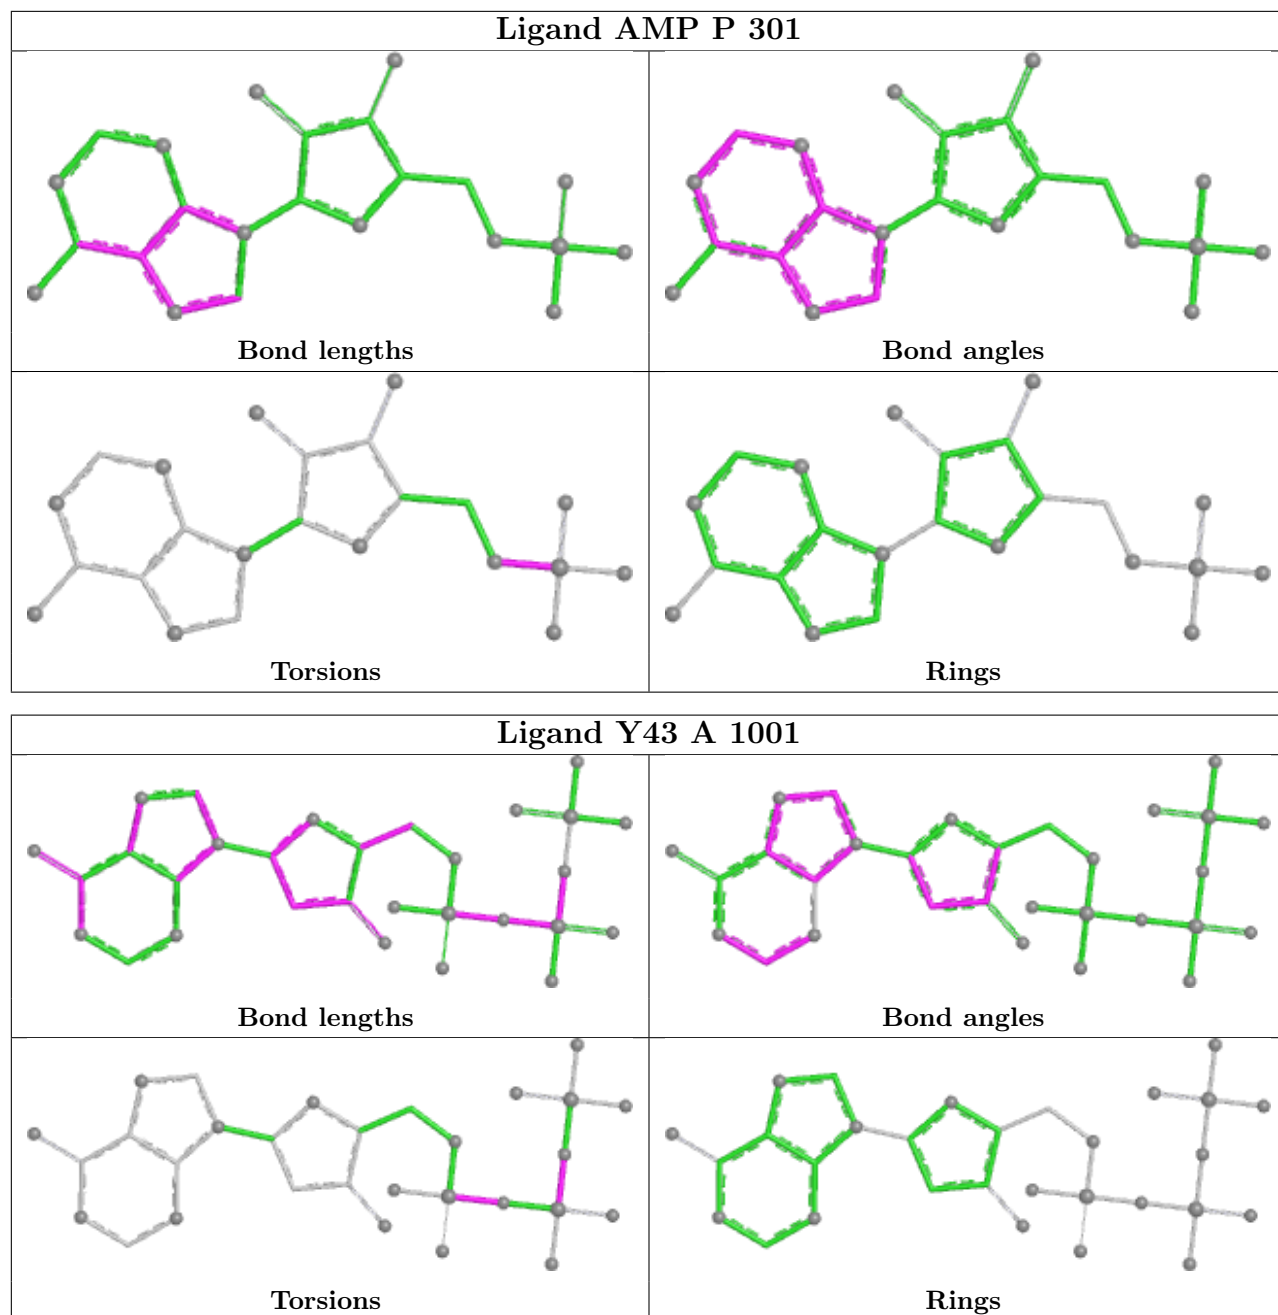 Ligand AMP P 301
Bond lengths
Bond angles
Torsions
Rings
Ligand Y43 A 1001
Bond lengths
Bond angles
Torsions
Rings